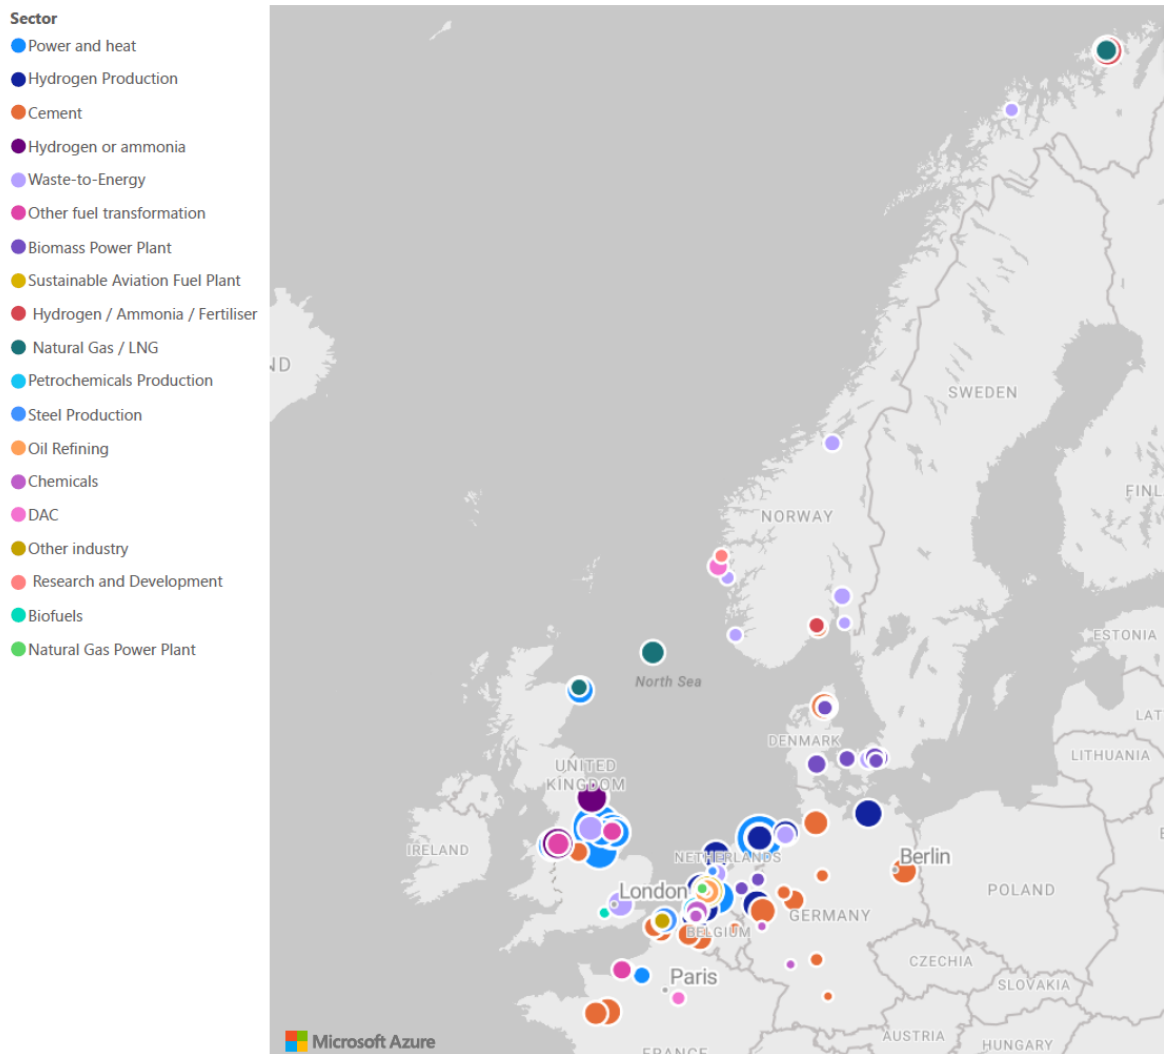 Sector
Power and heat
Hydrogen Production
Cement
Hydrogen or ammonia
Waste-to-Energy
Other fuel transformation
Biomass Power Plant
Sustainable Aviation Fuel Plant
Hydrogen / Ammonia / Fertiliser
Natural Gas / LNG
Petrochemicals Production
Steel Production
Oil Refining
Chemicals
DAC
Other industry
Research and Development
Biofuels
Natural Gas Power Plant
ND
SWEDEN
FINL
NORWAY
ESTONIA
North Sea
LAT
DENMARK
LITHUANIA
UNITED
KINGDOM
IRELAND
NETHERLANDS
Berlin
London
POLAND
GERMANY
BELGIUM
CZECHIA
Paris
SLOVAKIA
AUSTRIA
HUNGARY
FRANCE
Microsoft Azure